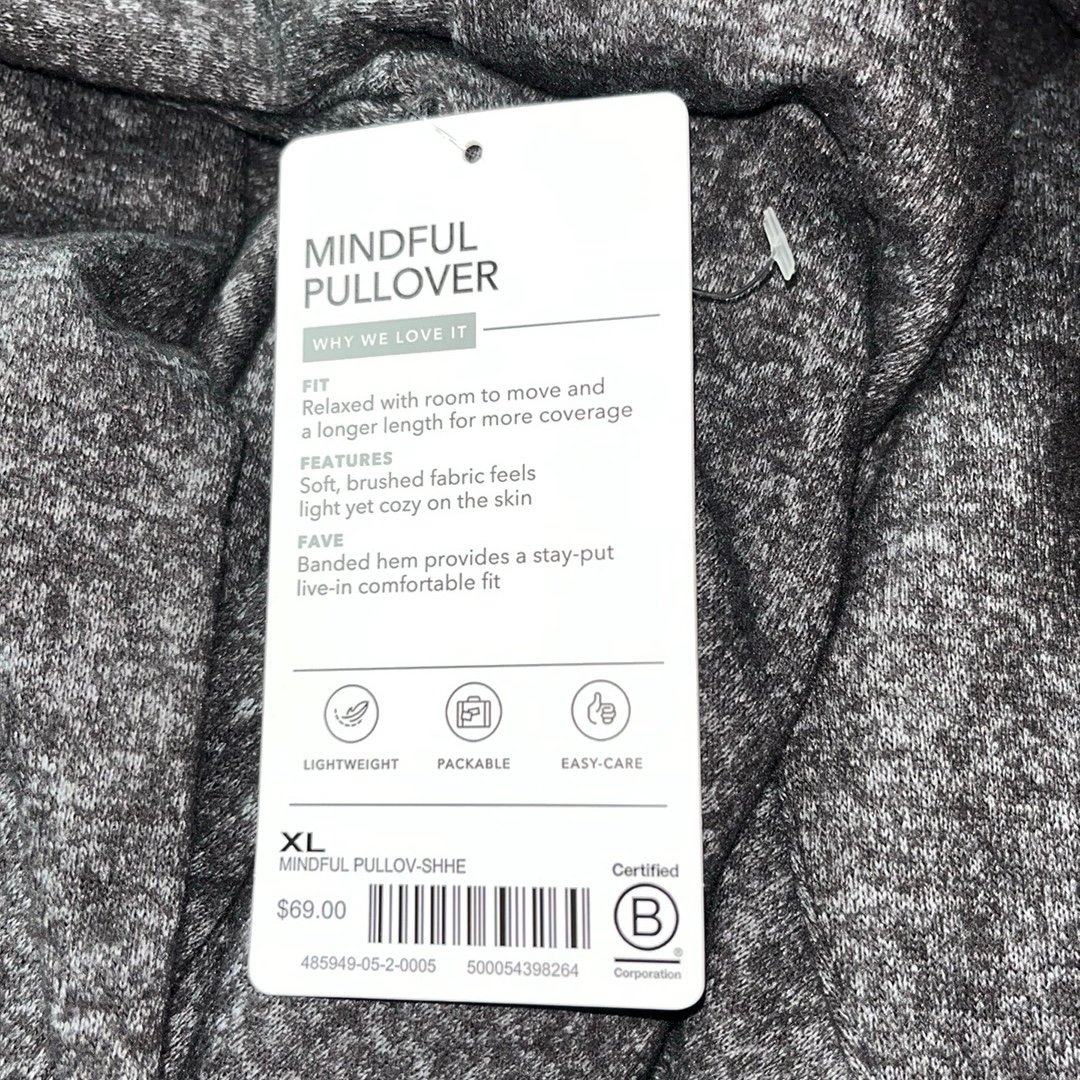 MINDFUL
PULLOVER
WHY WE LOVE IT
FIT
Relaxed with room to move and
a longer length for more coverage
FEATURES
Soft, brushed fabric feels
light yet cozy on the skin
FAVE
Banded hem provides a stay-put
live-in comfortable fit
LIGHTWEIGHT
PACKABLE
EASY-CARE
XL
MINDFUL PULLOV-SHHE
$69.00
485949-05-2-0005
500054398264
Certified
B
®
Corporation